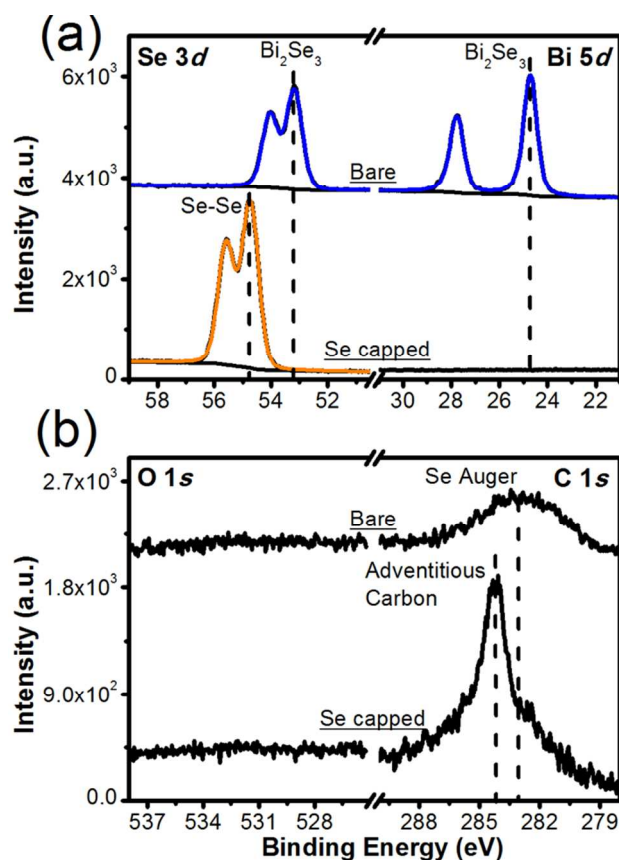 (a)
Se 3d
Bi₂Se₃
Bi₂Se₃
Bi 5d
6x10³
Bare
4x10³
Se-Se
2x10³
Se capped
0
58 56 54 52 30 28 26 24 22
Intensity (a.u.)
(b)
O 1s
Se Auger
C 1s
2.7x10³
Bare
Adventitious
Carbon
1.8x10³
9.0x10²
Se capped
0.0
537 534 531 528 288 285 282 279
Intensity (a.u.)
Binding Energy (eV)